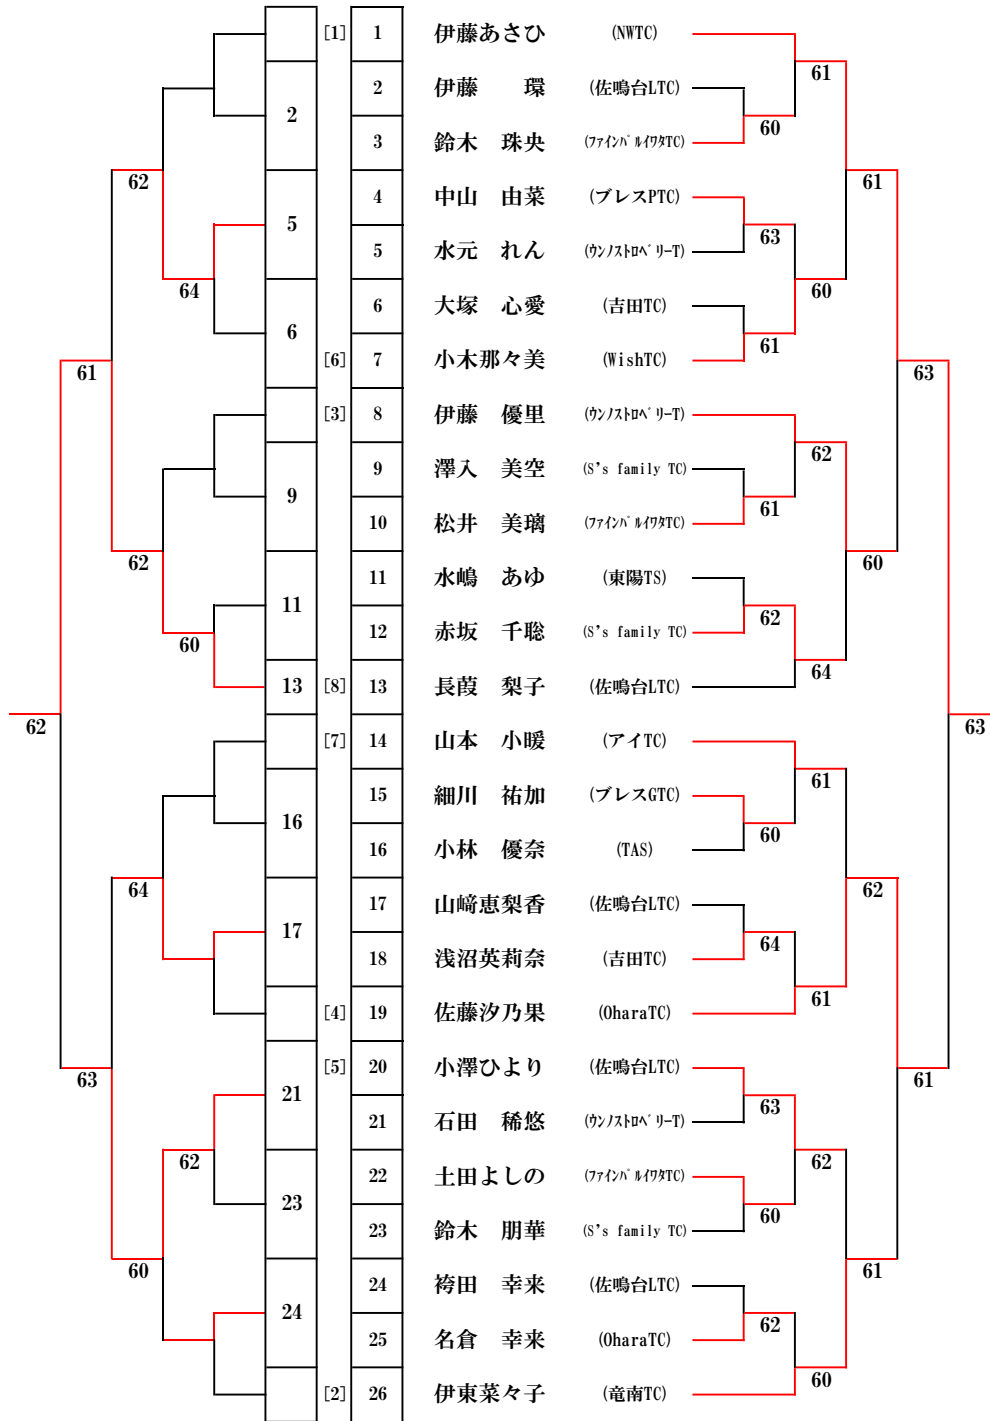 [1] 1 伊藤あさひ (NWTC)
61
2 伊藤　環 (佐鳴台LTC)
2 60
3 鈴木　珠央 (ファインパルイワタTC)
62 61
4 中山　由菜 (ブレスPTC)
5 63
5 水元　れん (ウンノストロベリーT)
64 60
6 大塚　心愛 (吉田TC)
6 61
[6] 7 小木那々美 (WishTC)
61 63
[3] 8 伊藤　優里 (ウンノストロベリーT)
62
9 澤入　美空 (S's family TC)
9 61
10 松井　美璃 (ファインパルイワタTC)
62 60
11 水嶋　あゆ (東陽TS)
11 62
12 赤坂　千聡 (S's family TC)
60 64
13 [8] 13 長葭　梨子 (佐鳴台LTC)
62 63
[7] 14 山本　小暖 (アイTC)
61
15 細川　祐加 (ブレスGTC)
16 60
16 小林　優奈 (TAS)
64 62
17 山﨑恵梨香 (佐鳴台LTC)
17 64
18 浅沼英莉奈 (吉田TC)
61
[4] 19 佐藤汐乃果 (OharaTC)
63 61
[5] 20 小澤ひより (佐鳴台LTC)
21 63
21 石田　稀悠 (ウンノストロベリーT)
62 62
22 土田よしの (ファインパルイワタTC)
23 60
23 鈴木　朋華 (S's family TC)
60 61
24 袴田　幸来 (佐鳴台LTC)
24 62
25 名倉　幸来 (OharaTC)
60
[2] 26 伊東菜々子 (竜南TC)